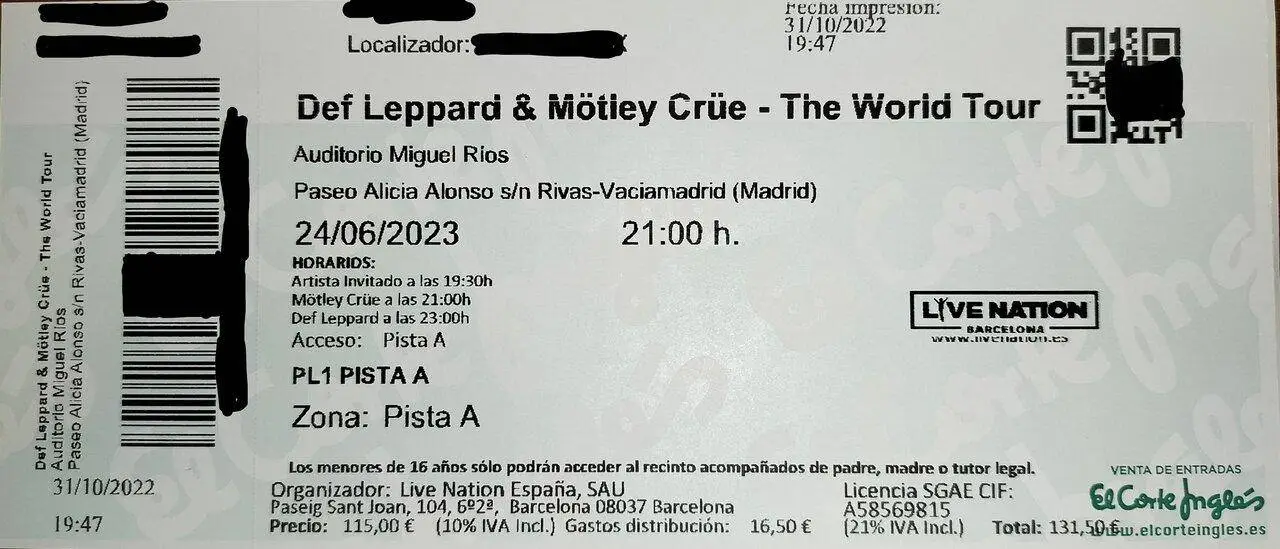 Fecha impresión:
31/10/2022
19:47
Localizador:
Def Leppard & Mötley Crüe - The World Tour
Auditorio Miguel Ríos
Paseo Alicia Alonso s/n Rivas-Vaciamadrid (Madrid)
24/06/2023 21:00 h.
HORARIOS:
Artista Invitado a las 19:30h
Mötley Crüe a las 21:00h
Def Leppard a las 23:00h
Acceso: Pista A
PL1 PISTA A
Zona: Pista A
LIVE NATION
BARCELONA
www.livenation.es
Los menores de 16 años sólo podrán acceder al recinto acompañados de padre, madre o tutor legal.
Organizador: Live Nation España, SAU
Paseig Sant Joan, 104, 6º2ª, Barcelona 08037 Barcelona
Precio: 115,00 € (10% IVA Incl.) Gastos distribución: 16,50 € (21% IVA Incl.) Total: 131,50 €
Licencia SGAE CIF:
A58569815
VENTA DE ENTRADAS
El Corte Inglés
www.elcorteingles.es
Def Leppard & Mötley Crüe - The World Tour
Auditorio Miguel Ríos
Paseo Alicia Alonso s/n Rivas-Vaciamadrid (Madrid)
31/10/2022
19:47